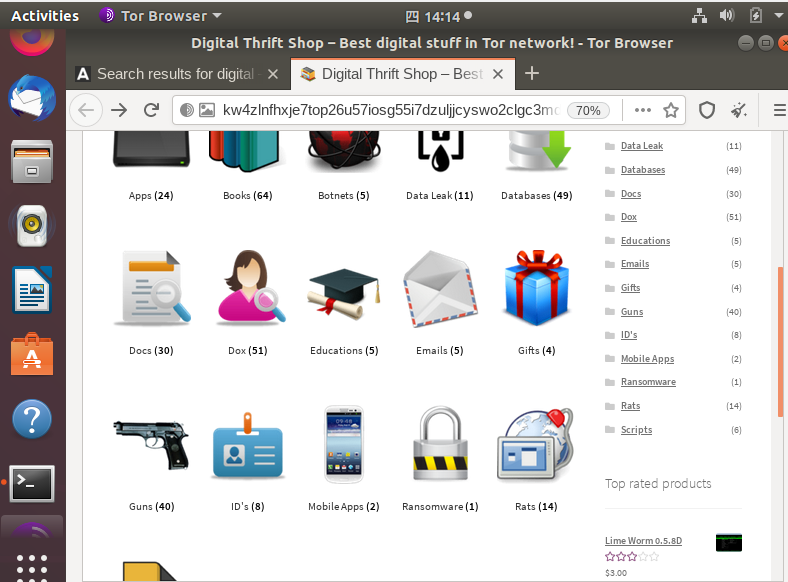 Activities Tor Browser 四 14:14
Digital Thrift Shop – Best digital stuff in Tor network! - Tor Browser
Search results for digital Digital Thrift Shop – Best
kw4zlnfhxje7top26u57iosg55i7dzuljjcyswo2clgc3mc 70%
Apps (24) Books (64) Botnets (5) Data Leak (11) Databases (49)
Docs (30) Dox (51) Educations (5) Emails (5) Gifts (4)
Guns (40) ID's (8) Mobile Apps (2) Ransomware (1) Rats (14)
Data Leak (11)
Databases (49)
Docs (30)
Dox (51)
Educations (5)
Emails (5)
Gifts (4)
Guns (40)
ID's (8)
Mobile Apps (2)
Ransomware (1)
Rats (14)
Scripts (6)
Top rated products
Lime Worm 0.5.8D
$3.00